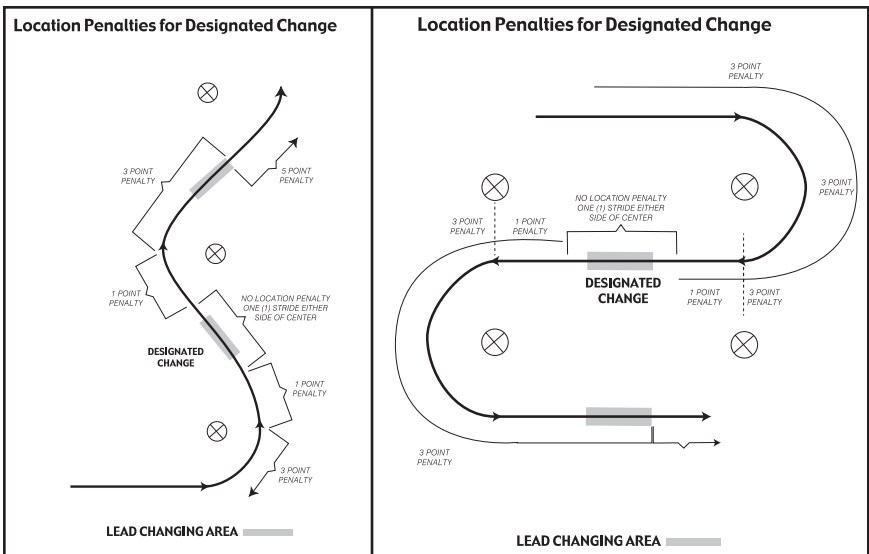 Location Penalties for Designated Change
3 POINT
PENALTY
5 POINT
PENALTY
1 POINT
PENALTY
NO LOCATION PENALTY
ONE (1) STRIDE EITHER
SIDE OF CENTER
DESIGNATED
CHANGE
1 POINT
PENALTY
3 POINT
PENALTY
LEAD CHANGING AREA
Location Penalties for Designated Change
3 POINT
PENALTY
3 POINT
PENALTY
NO LOCATION PENALTY
ONE (1) STRIDE EITHER
SIDE OF CENTER
3 POINT
PENALTY
1 POINT
PENALTY
DESIGNATED
CHANGE
1 POINT
PENALTY
3 POINT
PENALTY
3 POINT
PENALTY
LEAD CHANGING AREA